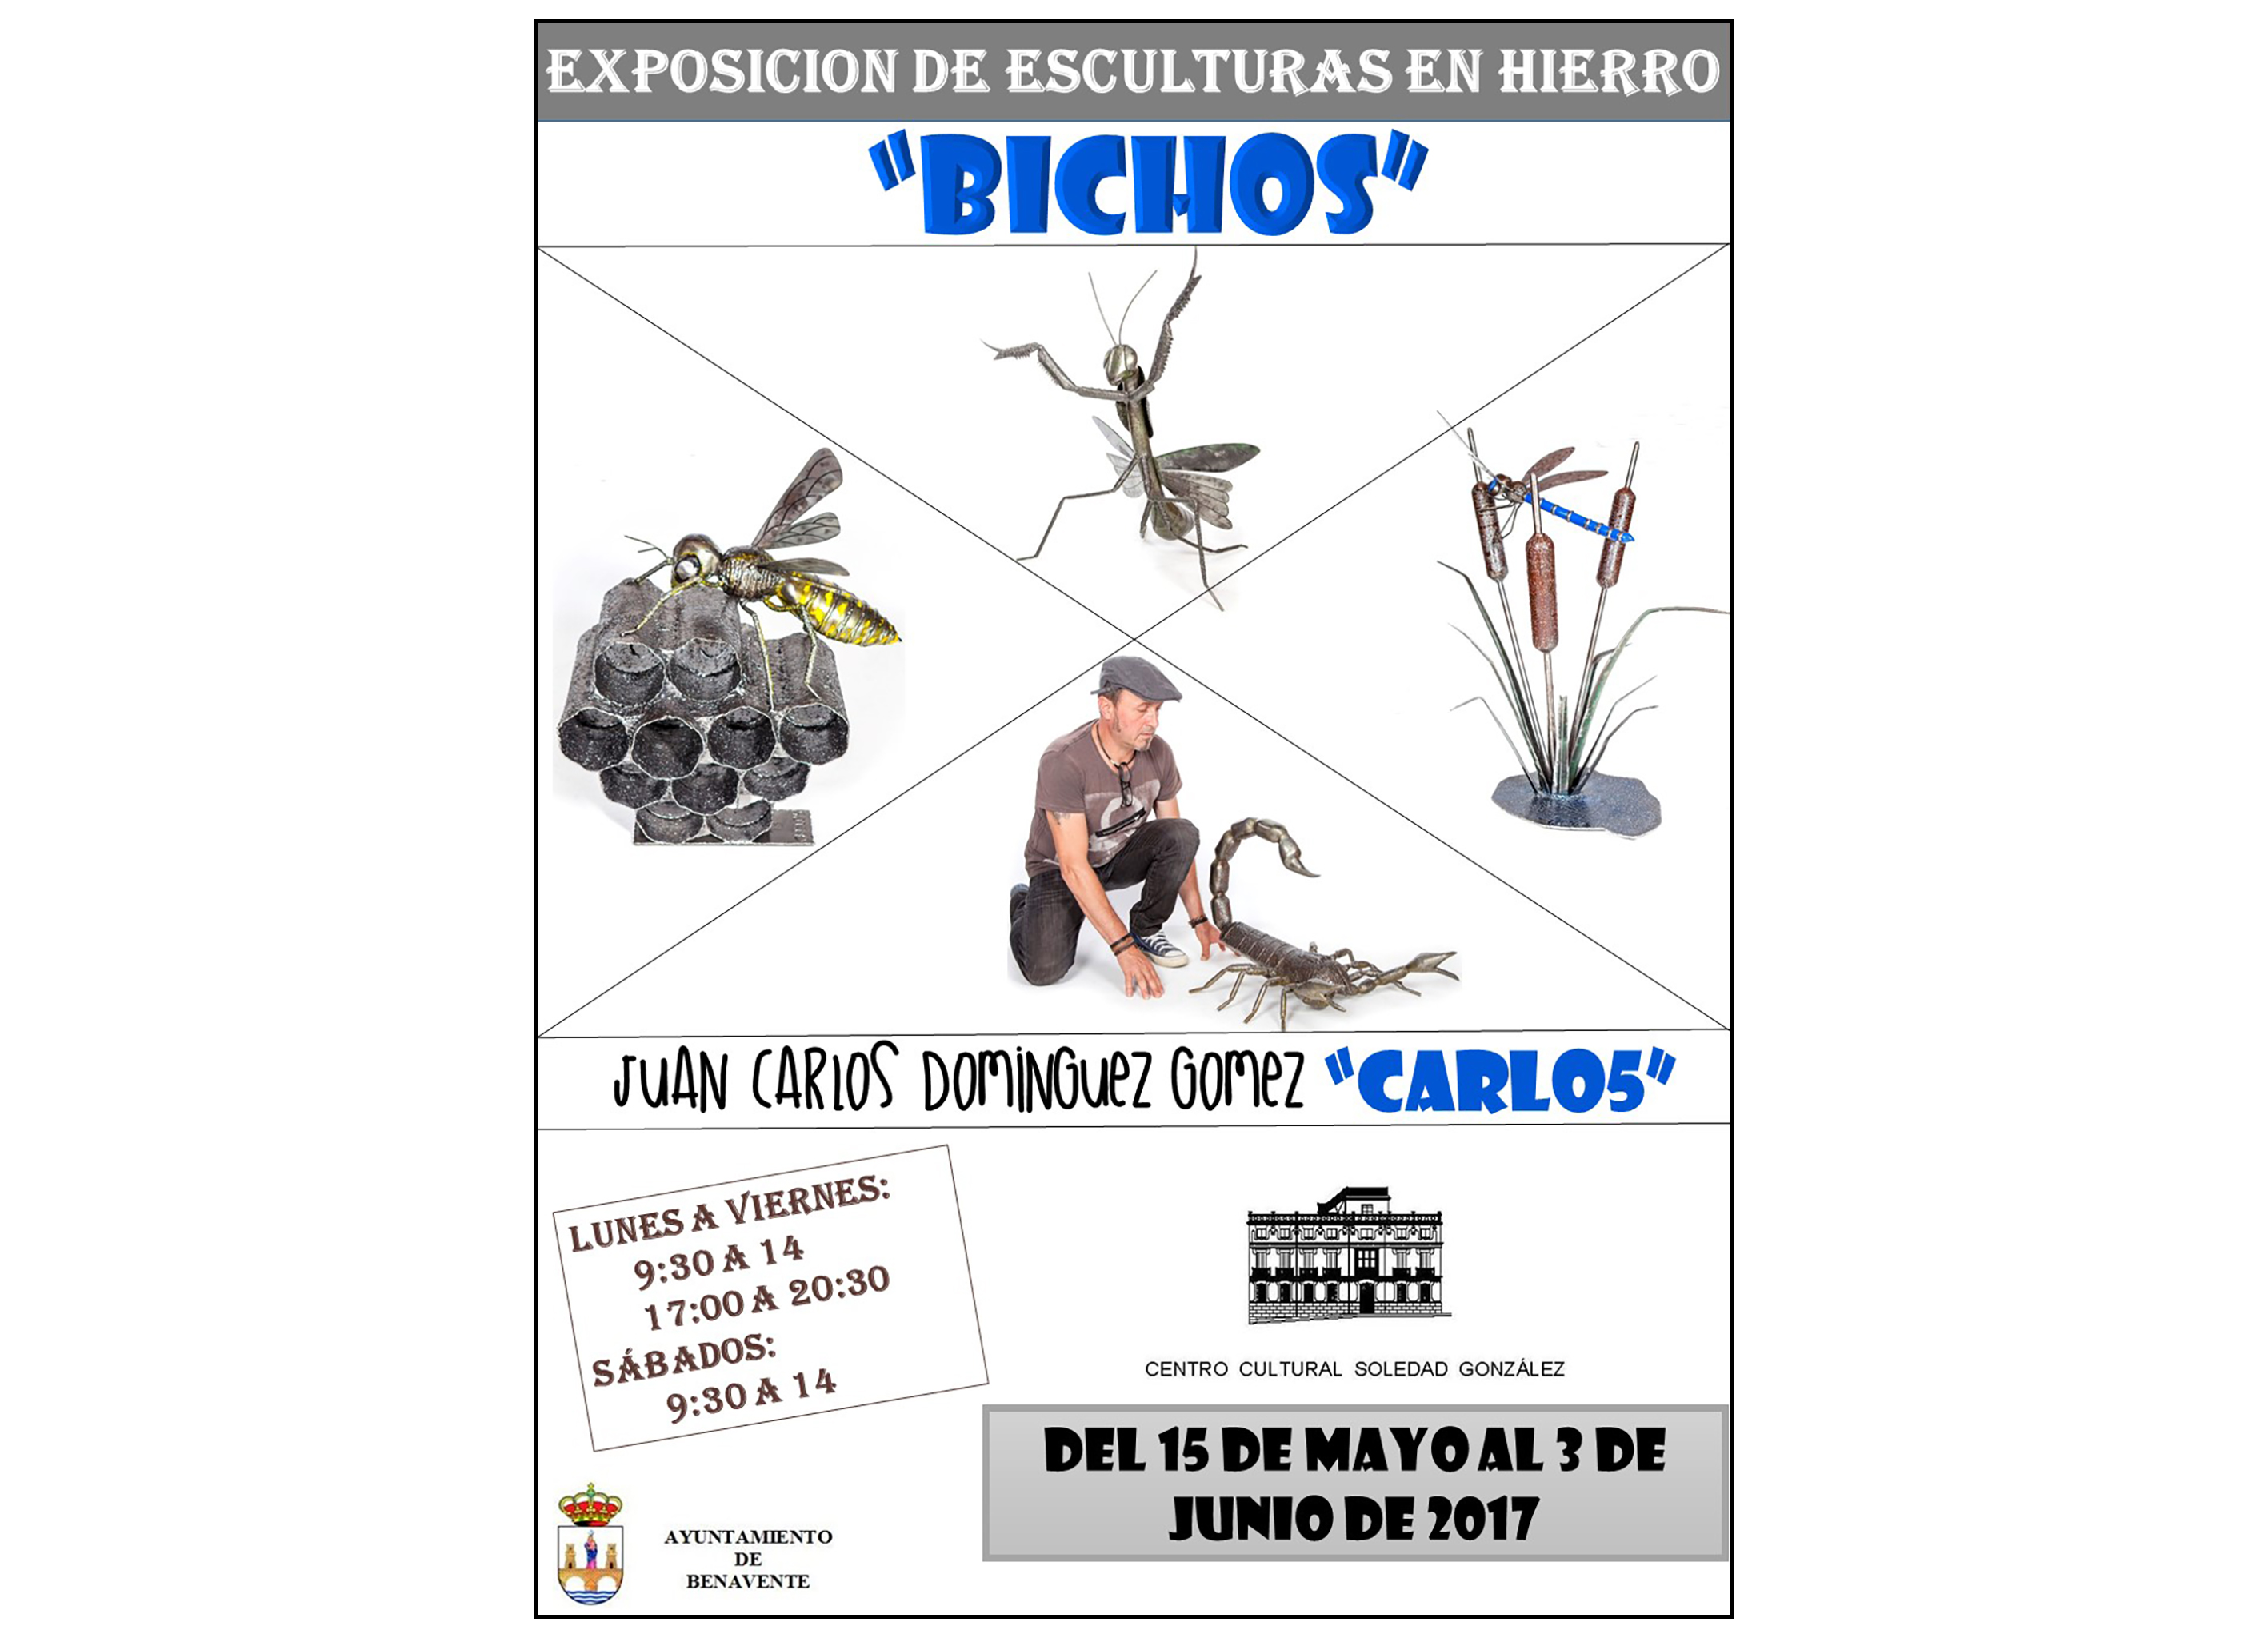 EXPOSICION DE ESCULTURAS EN HIERRO
"BICHOS"
JUAN CARLOS DOMINGUEZ GOMEZ "CARLO5"
LUNES A VIERNES:
9:30 A 14
17:00 A 20:30
SÁBADOS:
9:30 A 14
CENTRO CULTURAL SOLEDAD GONZÁLEZ
DEL 15 DE MAYO AL 3 DE
JUNIO DE 2017
AYUNTAMIENTO
DE
BENAVENTE